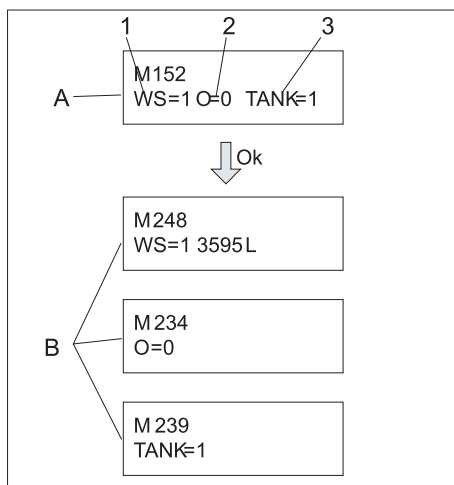 1 2 3
M152
A WS=1 O=0 TANK=1
Ok
M248
WS=1 3595L
M234
B O=0
M239
TANK=1